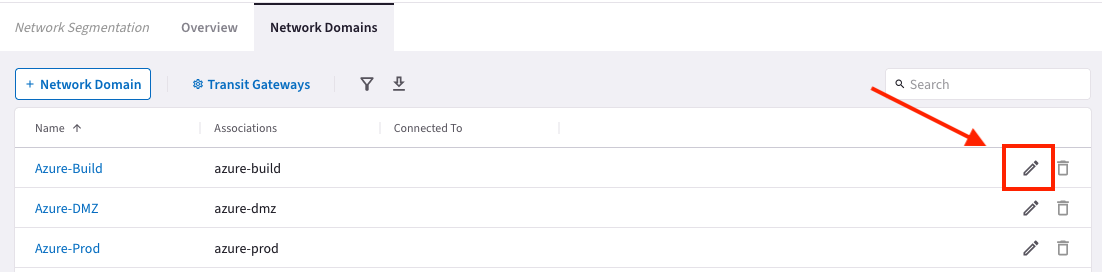 Network Segmentation Overview Network Domains
+ Network Domain Transit Gateways Search
Name Associations Connected To
Azure-Build azure-build
Azure-DMZ azure-dmz
Azure-Prod azure-prod